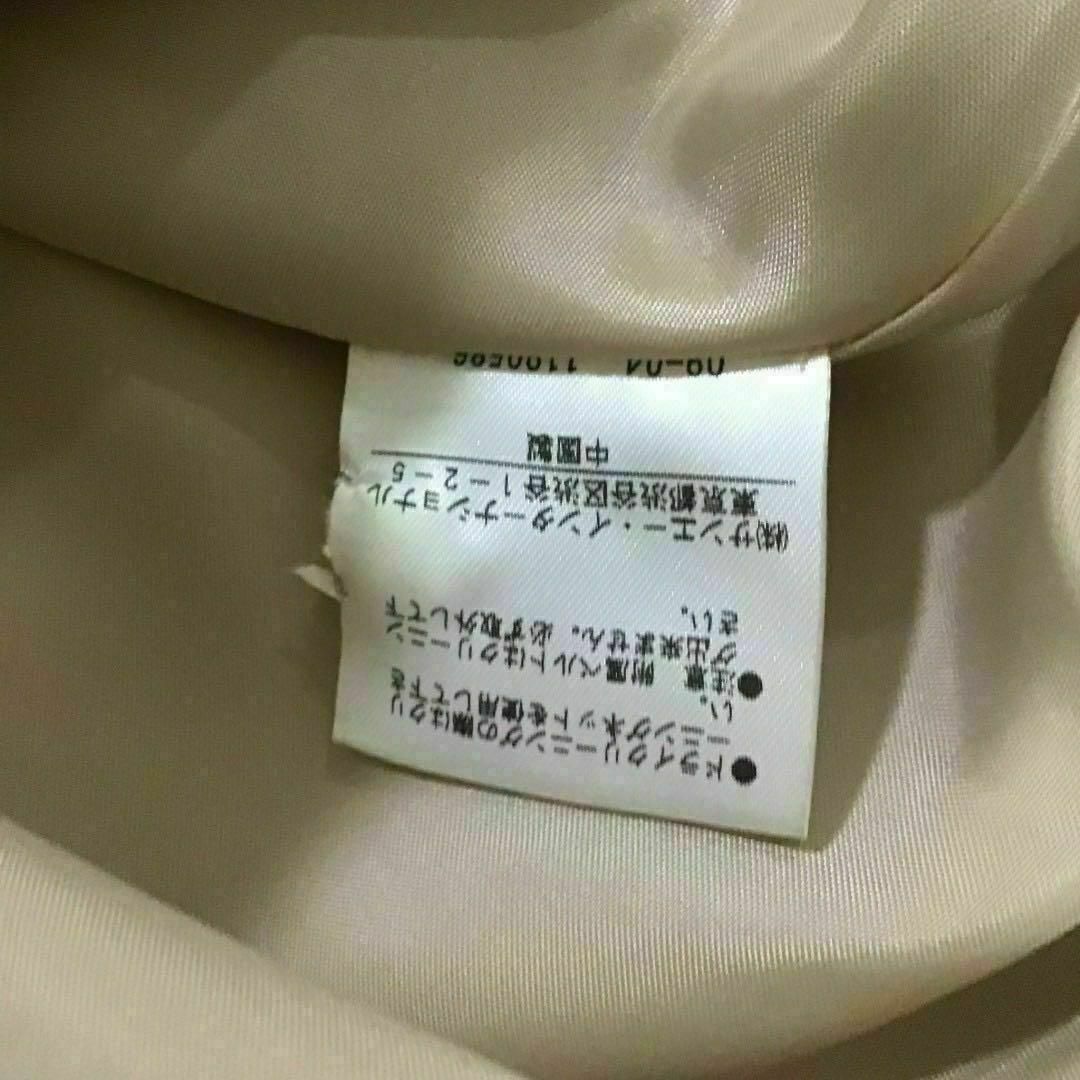 ●ドライクリーニングの際はクリ
ーニングネットを使用して下さ
い。
●注意 附属ベルトはクリーニン
グ出来ません。必ず取外して下
さい。
㈱サンエー・インターナショナル
東京都渋谷区渋谷1-2-5
中国製